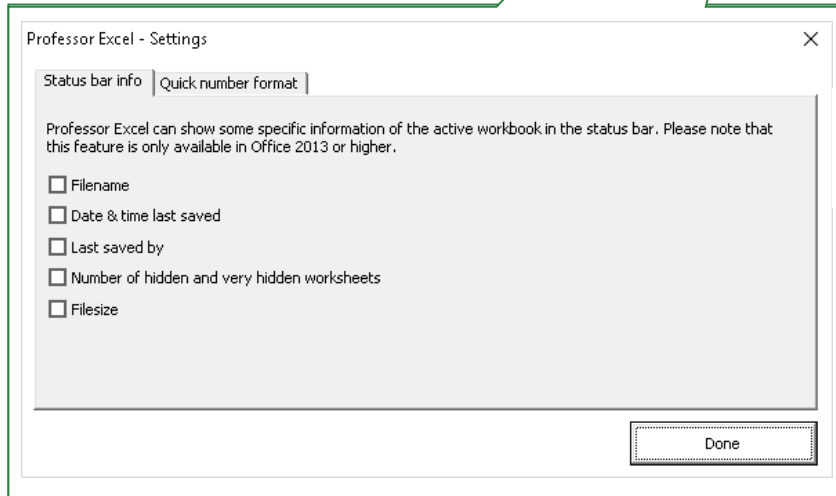 Professor Excel - Settings
Status bar info
Quick number format
Professor Excel can show some specific information of the active workbook in the status bar. Please note that
this feature is only available in Office 2013 or higher.
Filename
Date & time last saved
Last saved by
Number of hidden and very hidden worksheets
Filesize
Done